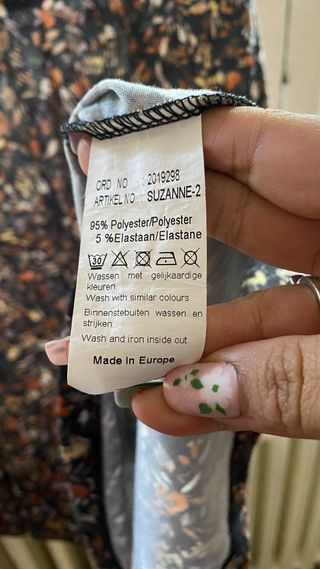 ORD NO : 2019298
ARTIKEL NO : SUZANNE-2
95% Polyester/Polyester
5 %Elastaan/Elastane
30
Wassen met gelijkaardige
kleuren.
Wash with similar colours.
Binnenstebuiten wassen en
strijken.
Wash and iron inside out.
Made in Europe